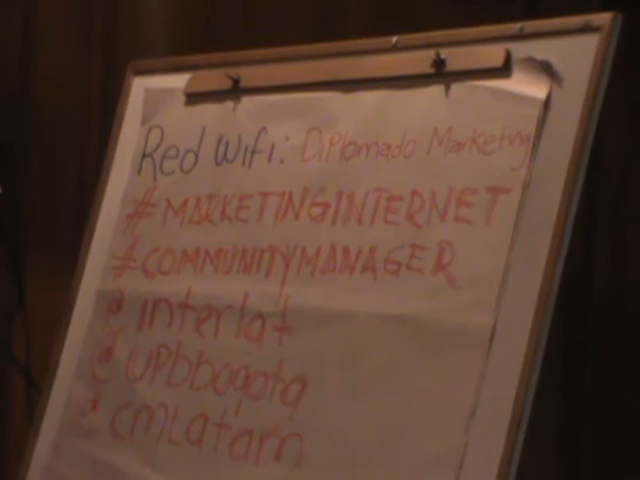 Red Wifi: Diplomado Marketing
#MARKETINGINTERNET
#COMMUNITYMANAGER
@interlat
@UPbbogota
@cmLatam